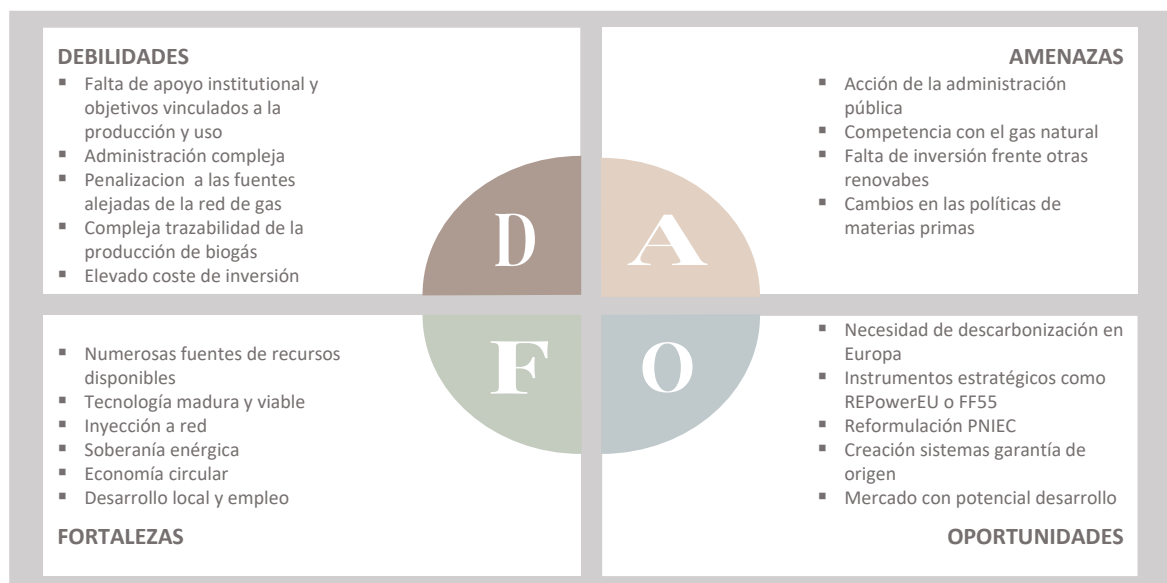 DEBILIDADES
▪ Falta de apoyo institucional y
objetivos vinculados a la
producción y uso
▪ Administración compleja
▪ Penalizacion a las fuentes
alejadas de la red de gas
▪ Compleja trazabilidad de la
producción de biogás
▪ Elevado coste de inversión
AMENAZAS
▪ Acción de la administración
pública
▪ Competencia con el gas natural
▪ Falta de inversión frente otras
renovabes
▪ Cambios en las políticas de
materias primas
D
A
F
O
▪ Numerosas fuentes de recursos
disponibles
▪ Tecnología madura y viable
▪ Inyección a red
▪ Soberanía enérgica
▪ Economía circular
▪ Desarrollo local y empleo
FORTALEZAS
▪ Necesidad de descarbonización en
Europa
▪ Instrumentos estratégicos como
REPowerEU o FF55
▪ Reformulación PNIEC
▪ Creación sistemas garantía de
origen
▪ Mercado con potencial desarrollo
OPORTUNIDADES